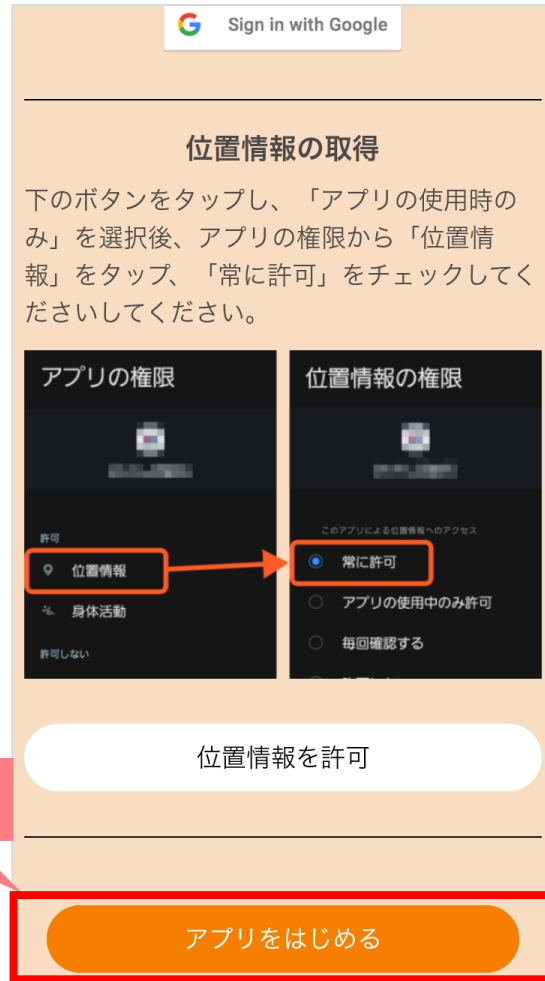 Sign in with Google
位置情報の取得
下のボタンをタップし、「アプリの使用時の
み」を選択後、アプリの権限から「位置情
報」をタップ、「常に許可」をチェックしてく
ださいしてください。
アプリの権限
許可
位置情報
身体活動
許可しない
位置情報の権限
このアプリによる位置情報へのアクセス
常に許可
アプリの使用中のみ許可
毎回確認する
位置情報を許可
アプリをはじめる